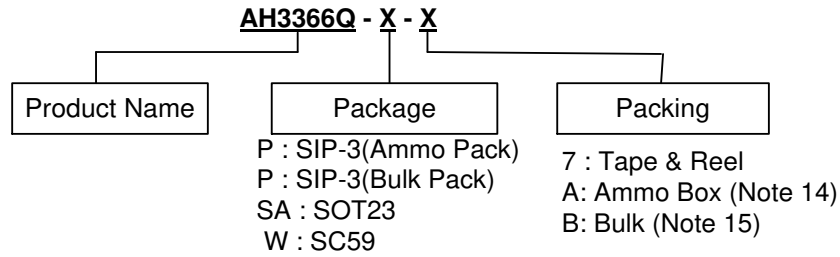 AH3366Q - X - X
Product Name
Package
Packing
P : SIP-3(Ammo Pack)
P : SIP-3(Bulk Pack)
SA : SOT23
W : SC59
7 : Tape & Reel
A: Ammo Box (Note 14)
B: Bulk (Note 15)